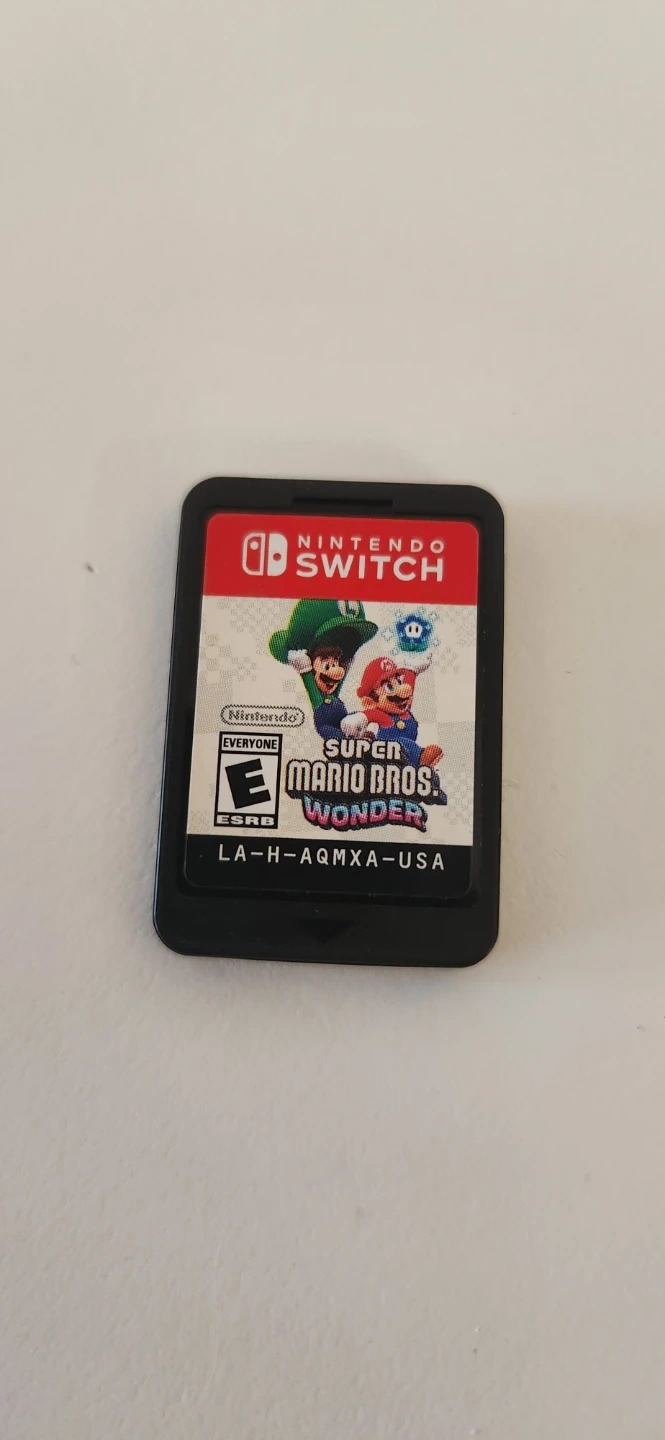 NINTENDO
SWITCH
L
M
Nintendo
EVERYONE
E
ESRB
SUPER
MARIO BROS.
WONDER
LA-H-AQMXA-USA